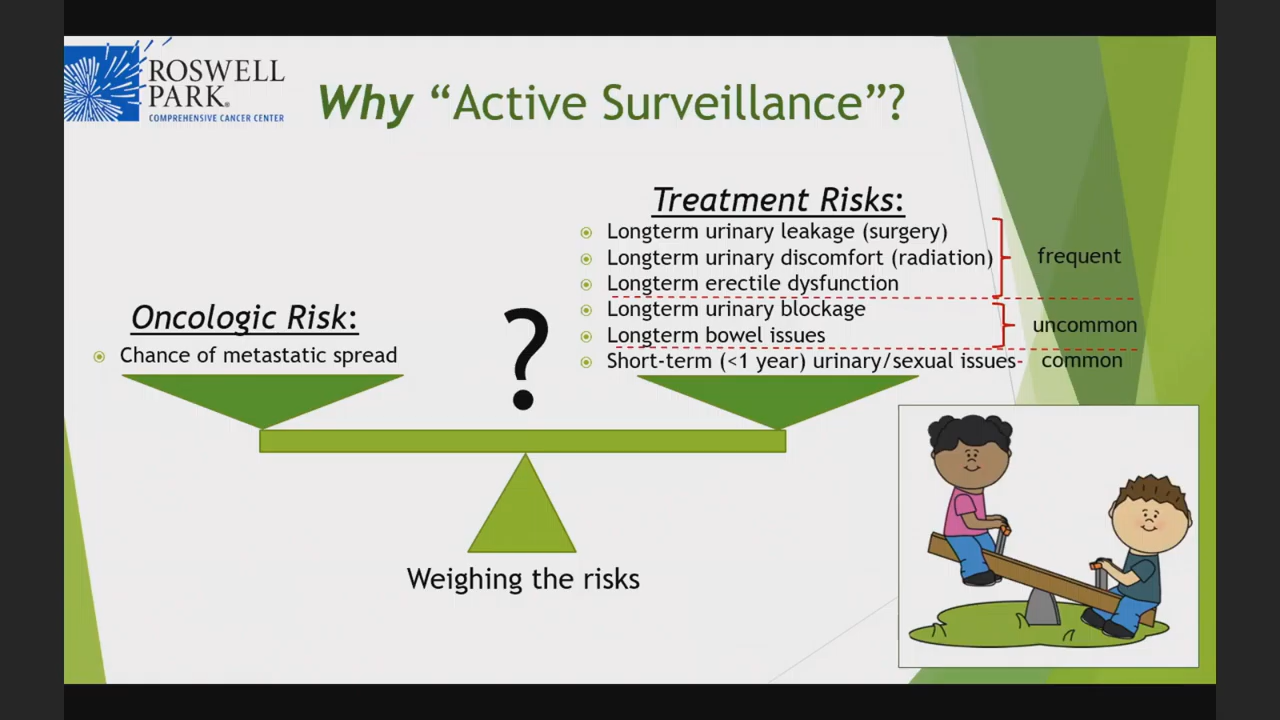 ROSWELL
PARK®
COMPREHENSIVE CANCER CENTER
Why “Active Surveillance”?
Treatment Risks:
Longterm urinary leakage (surgery)
Longterm urinary discomfort (radiation)
Longterm erectile dysfunction
frequent
Longterm urinary blockage
Longterm bowel issues
uncommon
Short-term (<1 year) urinary/sexual issues- common
Oncologic Risk:
Chance of metastatic spread
?
Weighing the risks